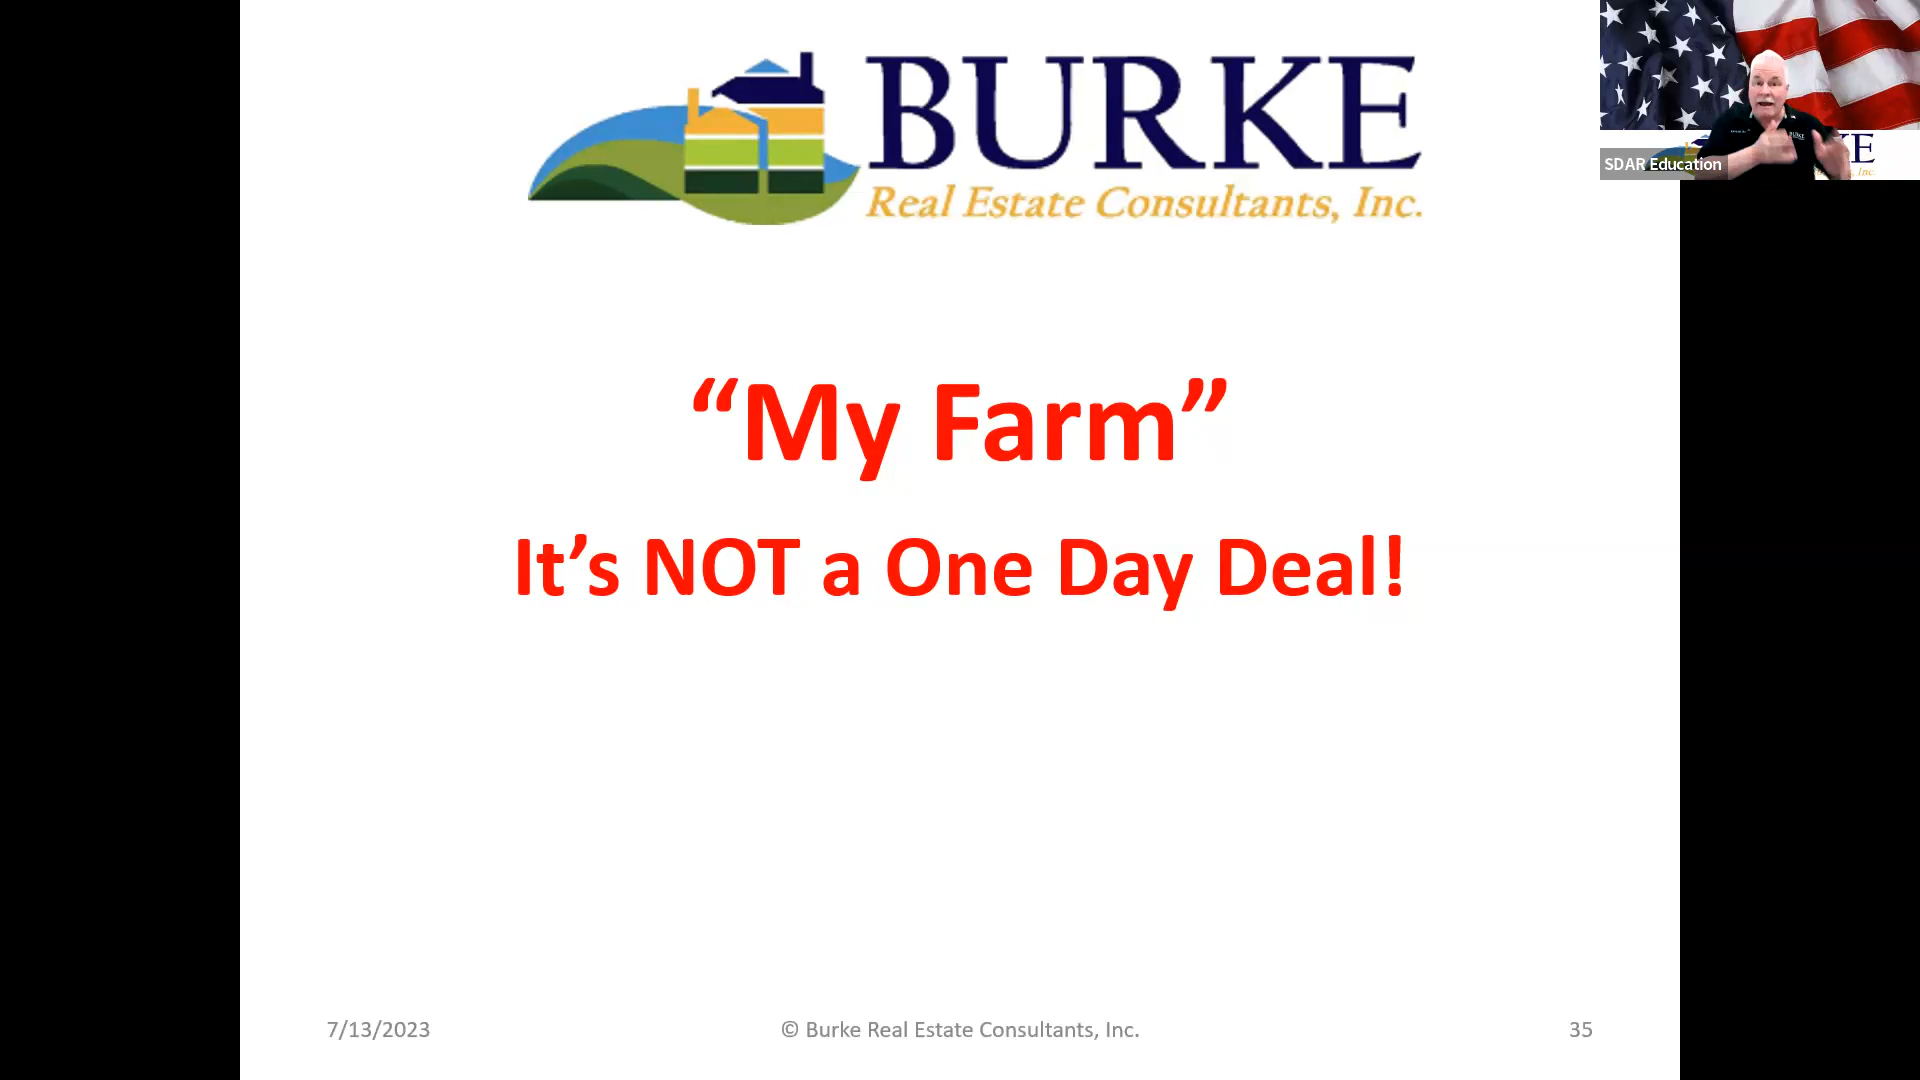 BURKE
Real Estate Consultants, Inc.
SDAR Education
“My Farm”
It’s NOT a One Day Deal!
7/13/2023
© Burke Real Estate Consultants, Inc.
35